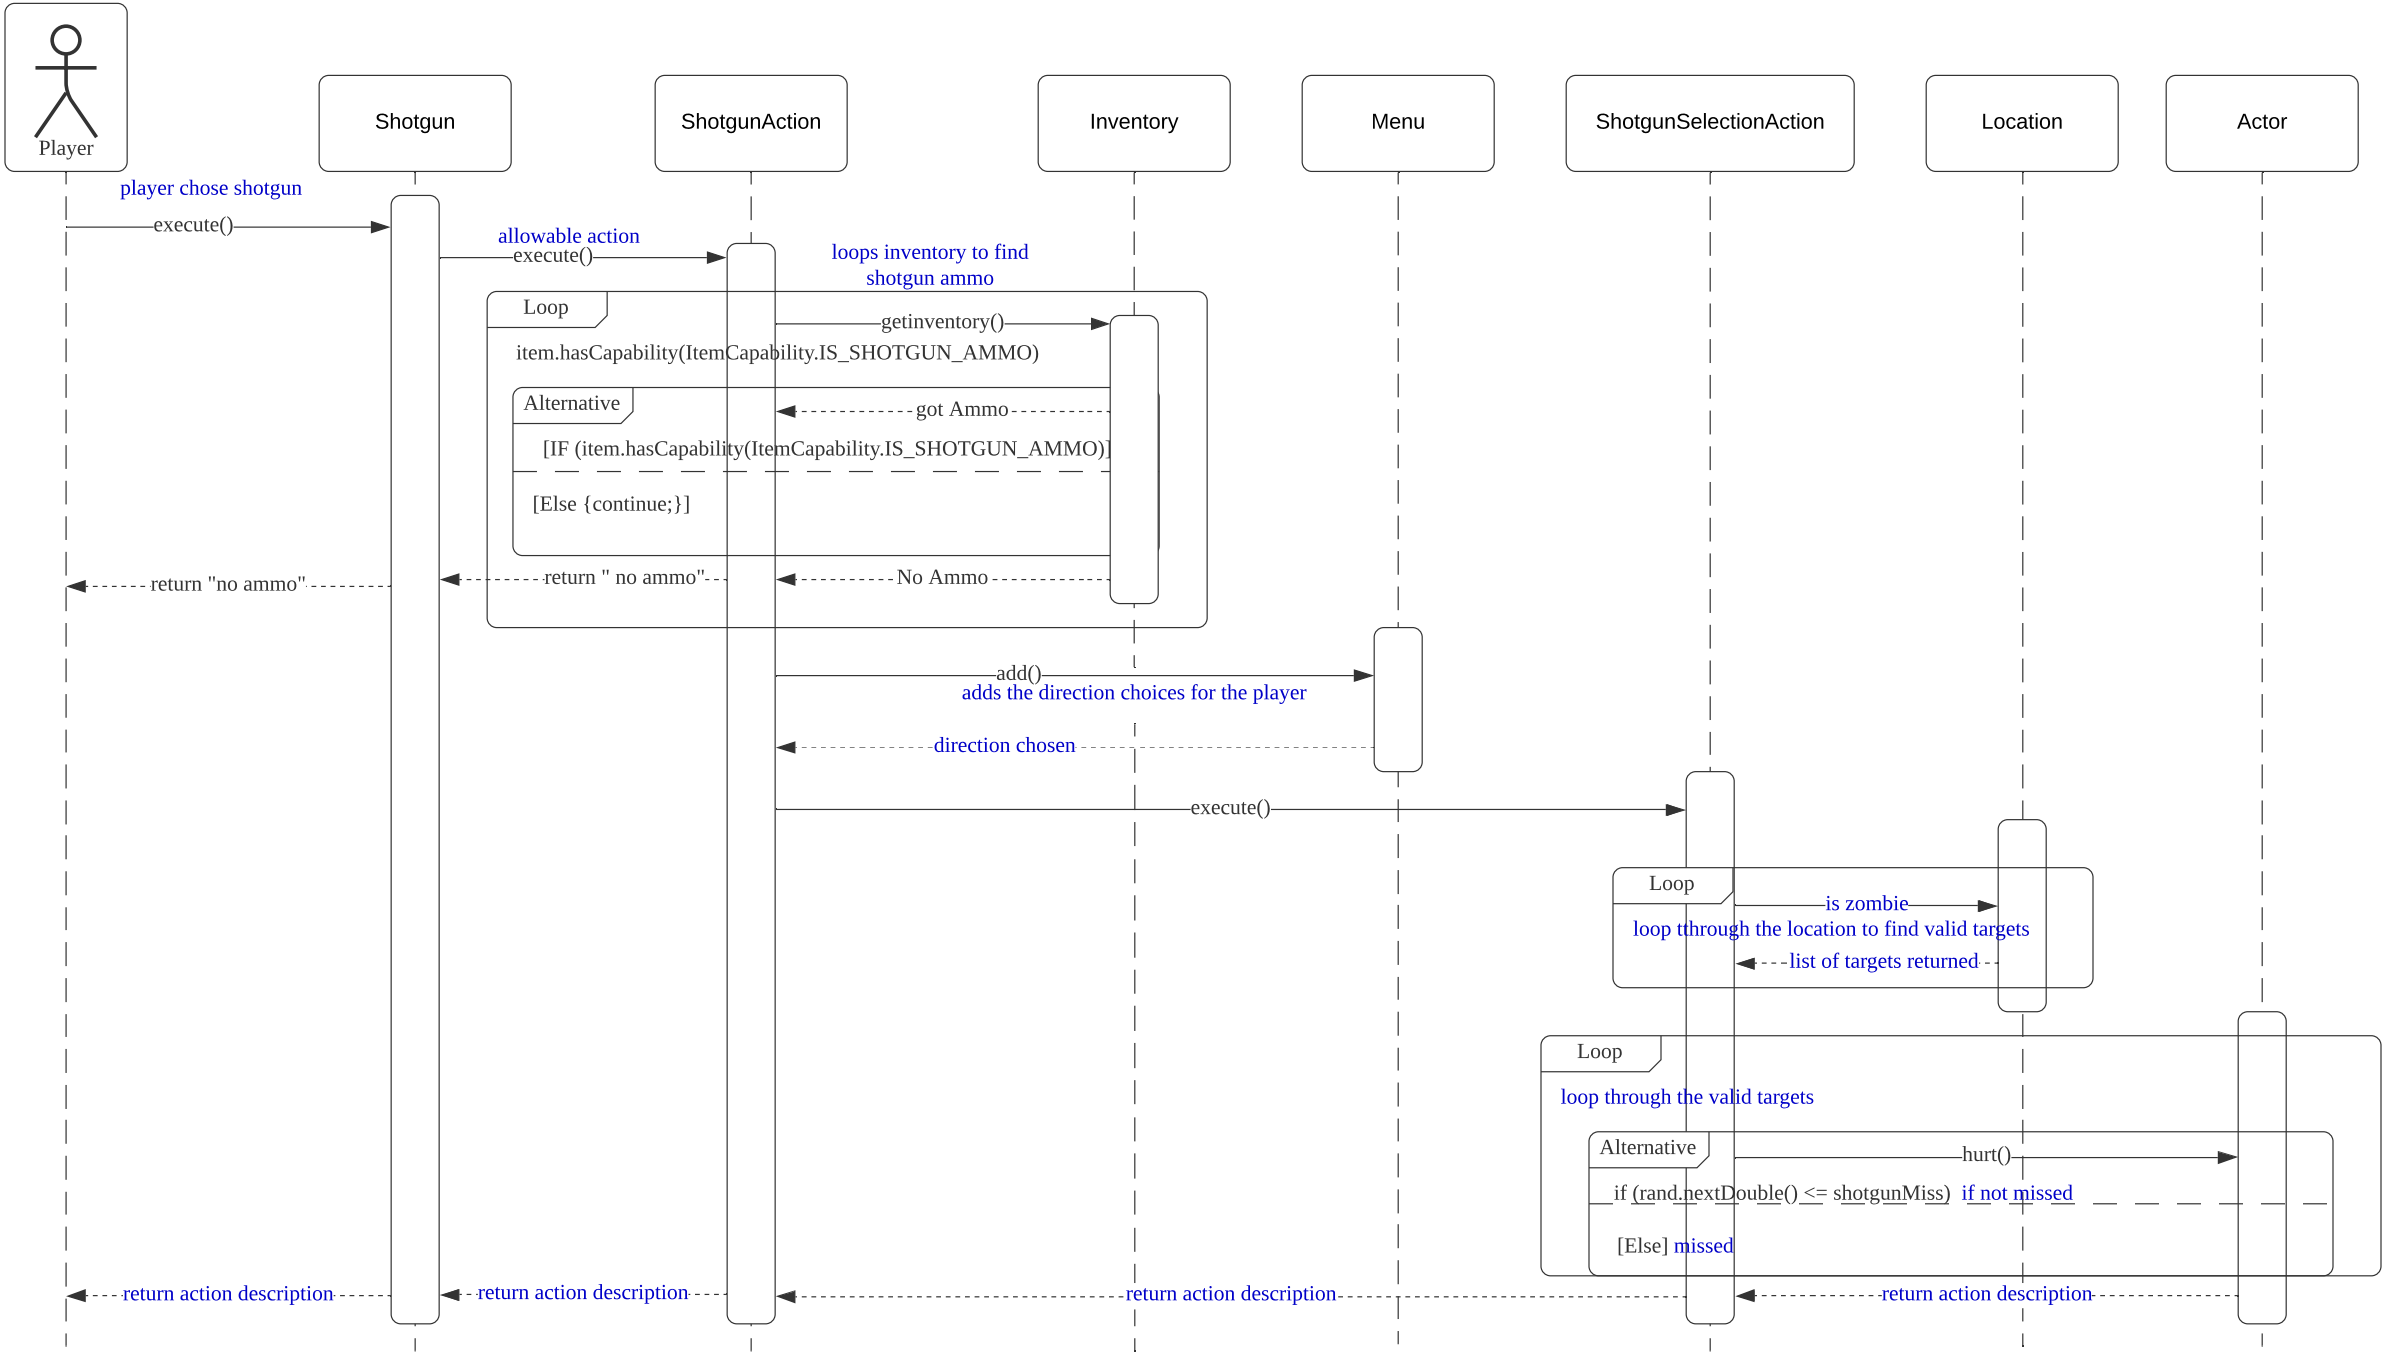 Player
Shotgun
ShotgunAction
Inventory
Menu
ShotgunSelectionAction
Location
Actor
player chose shotgun
execute()
allowable action
execute()
loops inventory to find
shotgun ammo
Loop
getinventory()
item.hasCapability(ItemCapability.IS_SHOTGUN_AMMO)
Alternative
got Ammo
[IF (item.hasCapability(ItemCapability.IS_SHOTGUN_AMMO)]
[Else {continue;}]
return "no ammo"
return " no ammo"
No Ammo
add()
adds the direction choices for the player
direction chosen
execute()
Loop
is zombie
loop tthrough the location to find valid targets
list of targets returned
Loop
loop through the valid targets
Alternative
hurt()
if (rand.nextDouble() <= shotgunMiss) if not missed
[Else] missed
return action description
return action description
return action description
return action description